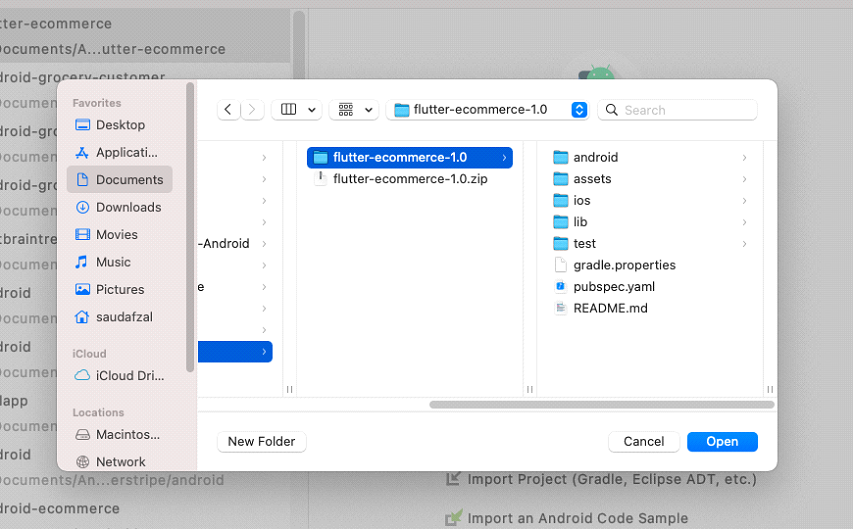 tter-ecommerce
Documents/A...utter-ecommerce
droid-grocery-customer
Docume
droid-gro
Documen
droid-gro
Documen
tbraintre
Documen
droid
Documen
droid
Documen
lapp
Documen
droid
Documents/An...erstripe/android
droid-ecommerce
Favorites
Desktop
Applicati...
Documents
Downloads
Movies
Music
Pictures
saudafzal
iCloud
iCloud Dri...
Locations
Macintos...
Network
flutter-ecommerce-1.0
Search
-Android
e
flutter-ecommerce-1.0
flutter-ecommerce-1.0.zip
android
assets
ios
lib
test
gradle.properties
pubspec.yaml
README.md
New Folder
Cancel
Open
Import Project (Gradle, Eclipse ADT, etc.)
Import an Android Code Sample